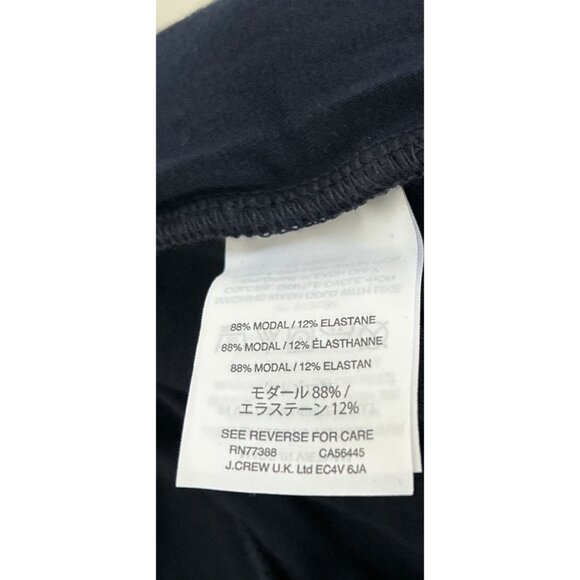 88% MODAL / 12% ELASTANE
88% MODAL / 12% ÉLASTHANNE
88% MODAL / 12% ELASTAN
モダール 88% /
エラステーン 12%
SEE REVERSE FOR CARE
RN77388 CA56445
J.CREW U.K. Ltd EC4V 6JA